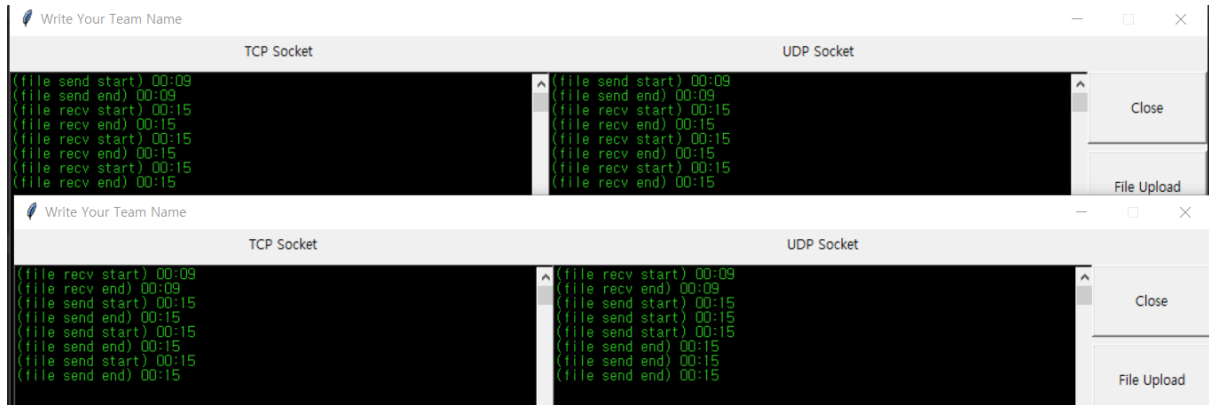 Write Your Team Name
TCP Socket
UDP Socket
(file send start) 00:09
(file send end) 00:09
(file recv start) 00:15
(file recv end) 00:15
(file recv start) 00:15
(file recv end) 00:15
(file recv start) 00:15
(file recv end) 00:15
(file send start) 00:09
(file send end) 00:09
(file recv start) 00:15
(file recv end) 00:15
(file recv start) 00:15
(file recv end) 00:15
(file recv start) 00:15
(file recv end) 00:15
Close
File Upload
Write Your Team Name
TCP Socket
UDP Socket
(file recv start) 00:09
(file recv end) 00:09
(file send start) 00:15
(file send end) 00:15
(file send start) 00:15
(file send end) 00:15
(file send start) 00:15
(file send end) 00:15
(file recv start) 00:09
(file recv end) 00:09
(file send start) 00:15
(file send start) 00:15
(file send start) 00:15
(file send end) 00:15
(file send end) 00:15
(file send end) 00:15
Close
File Upload